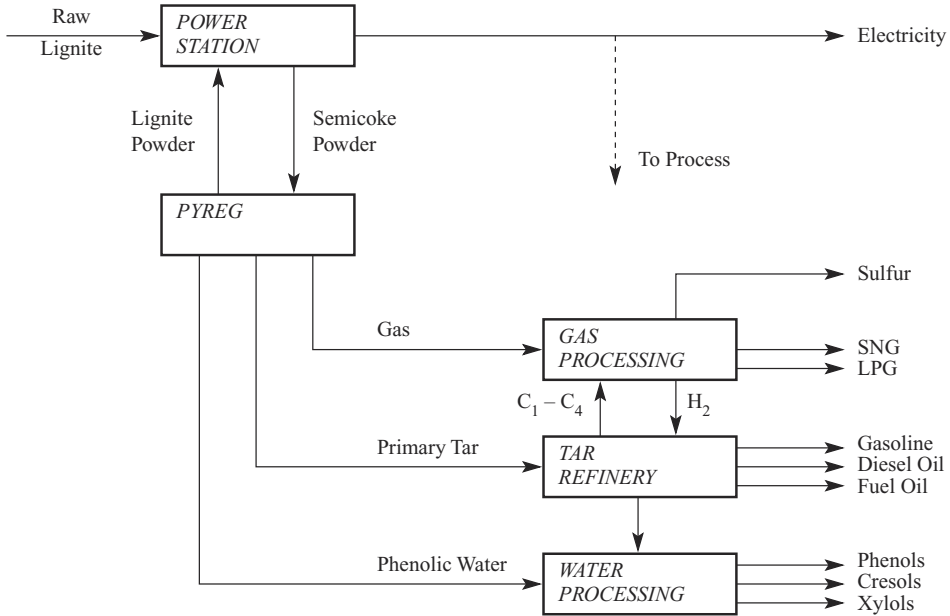 Raw
Lignite
POWER
STATION
Electricity
Lignite
Powder
Semicoke
Powder
To Process
PYREG
Sulfur
Gas
GAS
PROCESSING
SNG
LPG
C1 – C4
H2
Primary Tar
TAR
REFINERY
Gasoline
Diesel Oil
Fuel Oil
Phenolic Water
WATER
PROCESSING
Phenols
Cresols
Xylols